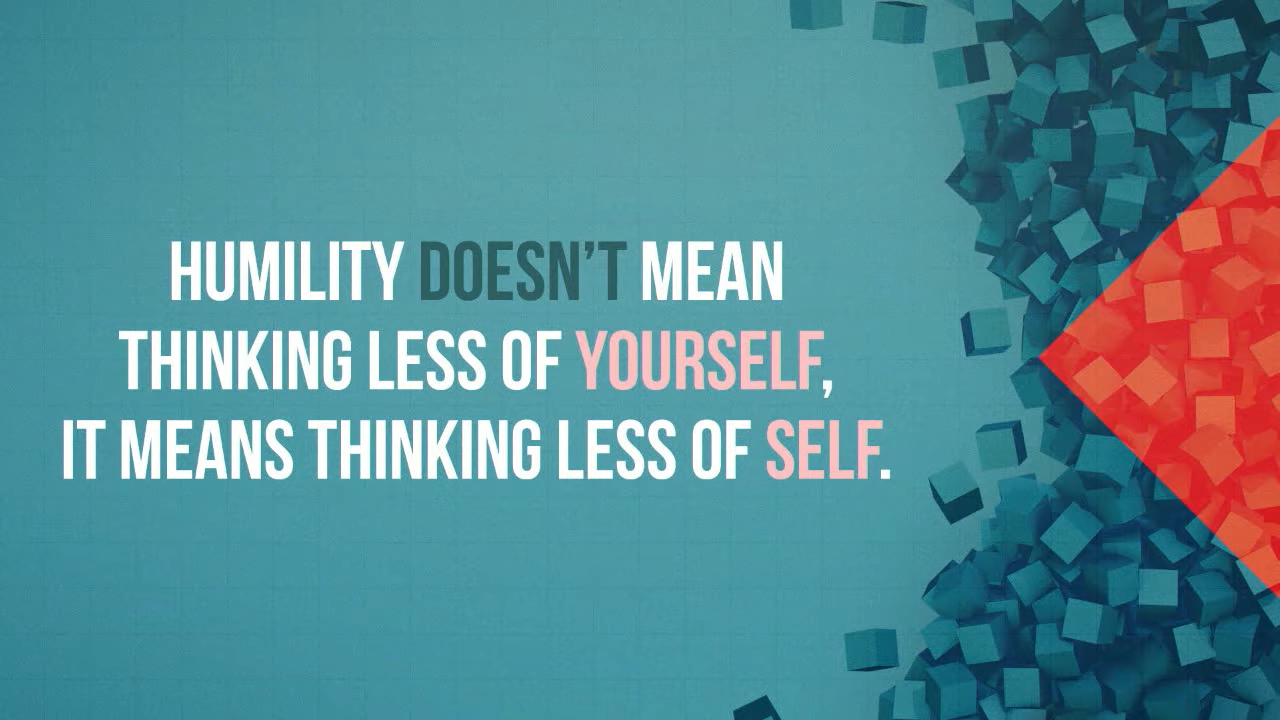 HUMILITY DOESN’T MEAN
THINKING LESS OF YOURSELF,
IT MEANS THINKING LESS OF SELF.